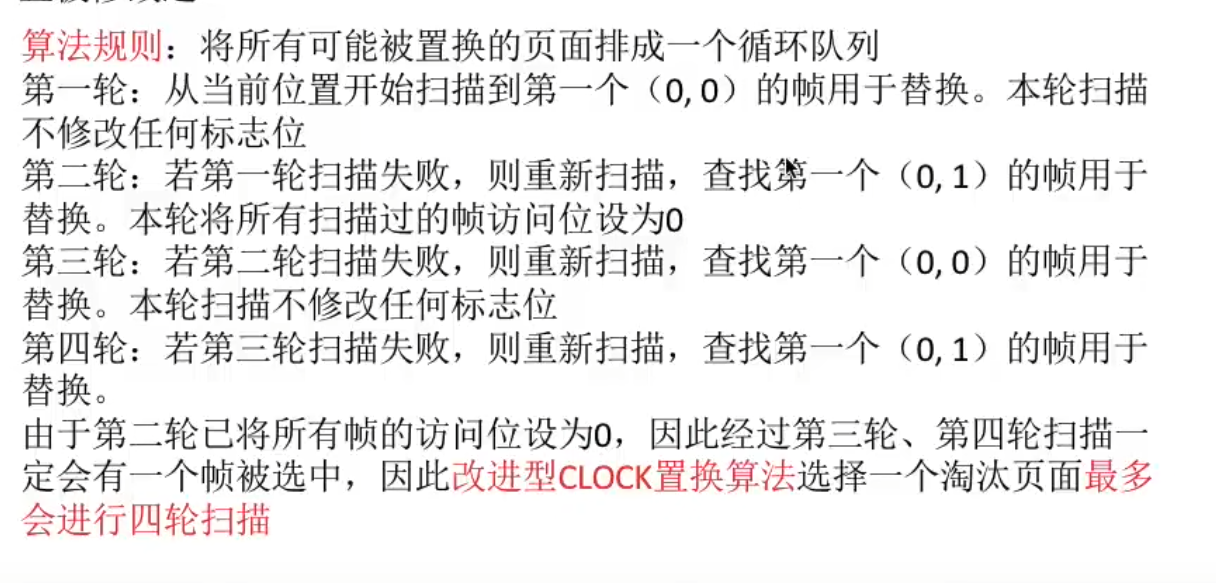 算法规则：将所有可能被置换的页面排成一个循环队列
第一轮：从当前位置开始扫描到第一个（0, 0）的帧用于替换。本轮扫描
不修改任何标志位
第二轮：若第一轮扫描失败，则重新扫描，查找第一个（0, 1）的帧用于
替换。本轮将所有扫描过的帧访问位设为0
第三轮：若第二轮扫描失败，则重新扫描，查找第一个（0, 0）的帧用于
替换。本轮扫描不修改任何标志位
第四轮：若第三轮扫描失败，则重新扫描，查找第一个（0, 1）的帧用于
替换。
由于第二轮已将所有帧的访问位设为0，因此经过第三轮、第四轮扫描一
定会有一个帧被选中，因此改进型CLOCK置换算法选择一个淘汰页面最多
会进行四轮扫描